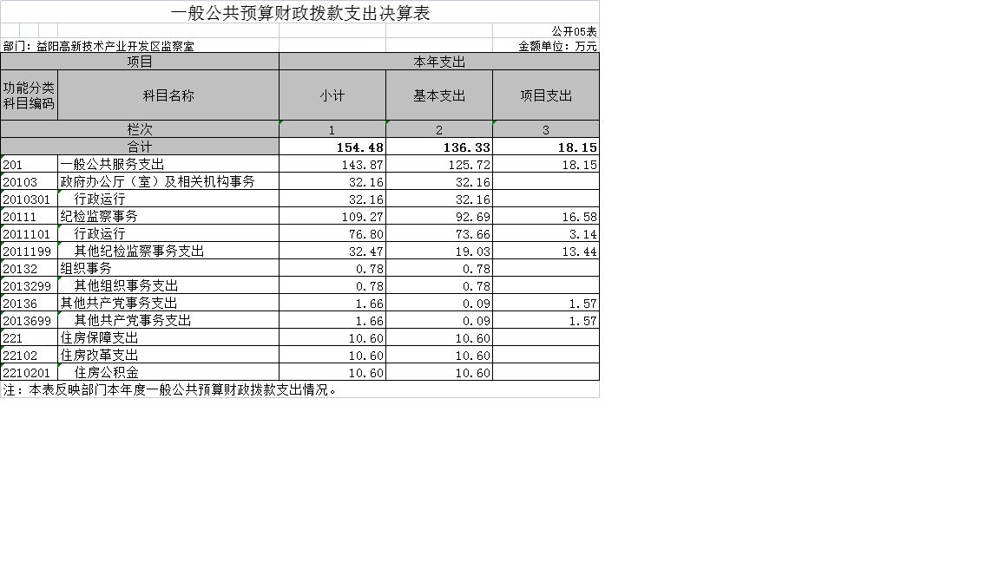 一般公共预算财政拨款支出决算表
公开05表
部门：益阳高新技术产业开发区监察室 金额单位：万元
项目 本年支出
功能分类科目编码 科目名称 小计 基本支出 项目支出
栏次 1 2 3
合计 154.48 136.33 18.15
201 一般公共服务支出 143.87 125.72 18.15
20103 政府办公厅（室）及相关机构事务 32.16 32.16
2010301 行政运行 32.16 32.16
20111 纪检监察事务 109.27 92.69 16.58
2011101 行政运行 76.80 73.66 3.14
2011199 其他纪检监察事务支出 32.47 19.03 13.44
20132 组织事务 0.78 0.78
2013299 其他组织事务支出 0.78 0.78
20136 其他共产党事务支出 1.66 0.09 1.57
2013699 其他共产党事务支出 1.66 0.09 1.57
221 住房保障支出 10.60 10.60
22102 住房改革支出 10.60 10.60
2210201 住房公积金 10.60 10.60
注：本表反映部门本年度一般公共预算财政拨款支出情况。